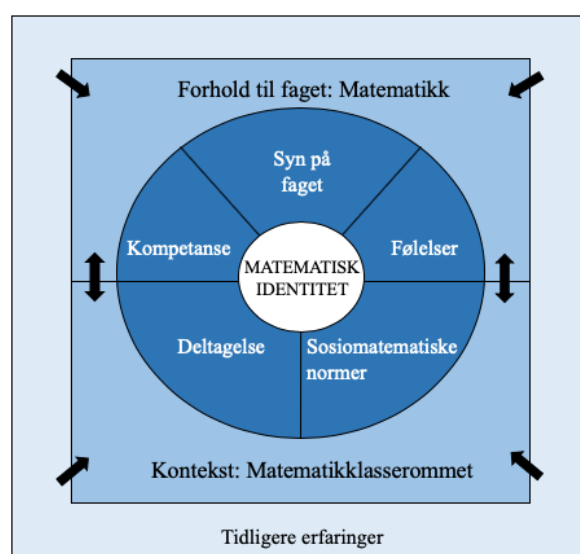 Forhold til faget: Matematikk
Syn på
faget
Kompetanse
Følelser
MATEMATISK
IDENTITET
Deltagelse
Sosiomatematiske
normer
Kontekst: Matematikklasserommet
Tidligere erfaringer